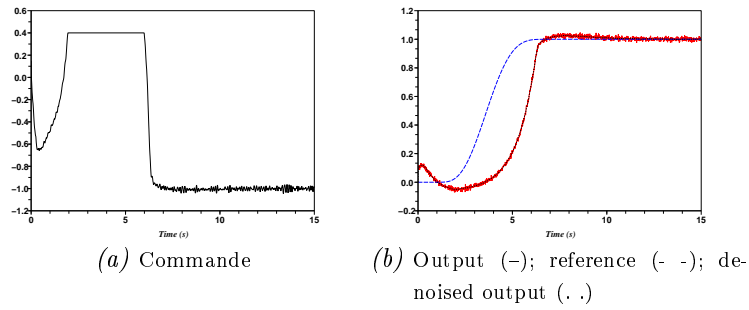 0.6
0.4
0.2
0.0
−0.2
−0.4
−0.6
−0.8
−1.0
−1.2
0 5 10 15
Time (s)
(a) Commande
1.2
1.0
0.8
0.6
0.4
0.2
0.0
−0.2
0 5 10 15
Time (s)
(b) Output (–); reference (- -); de-
noised output (. .)